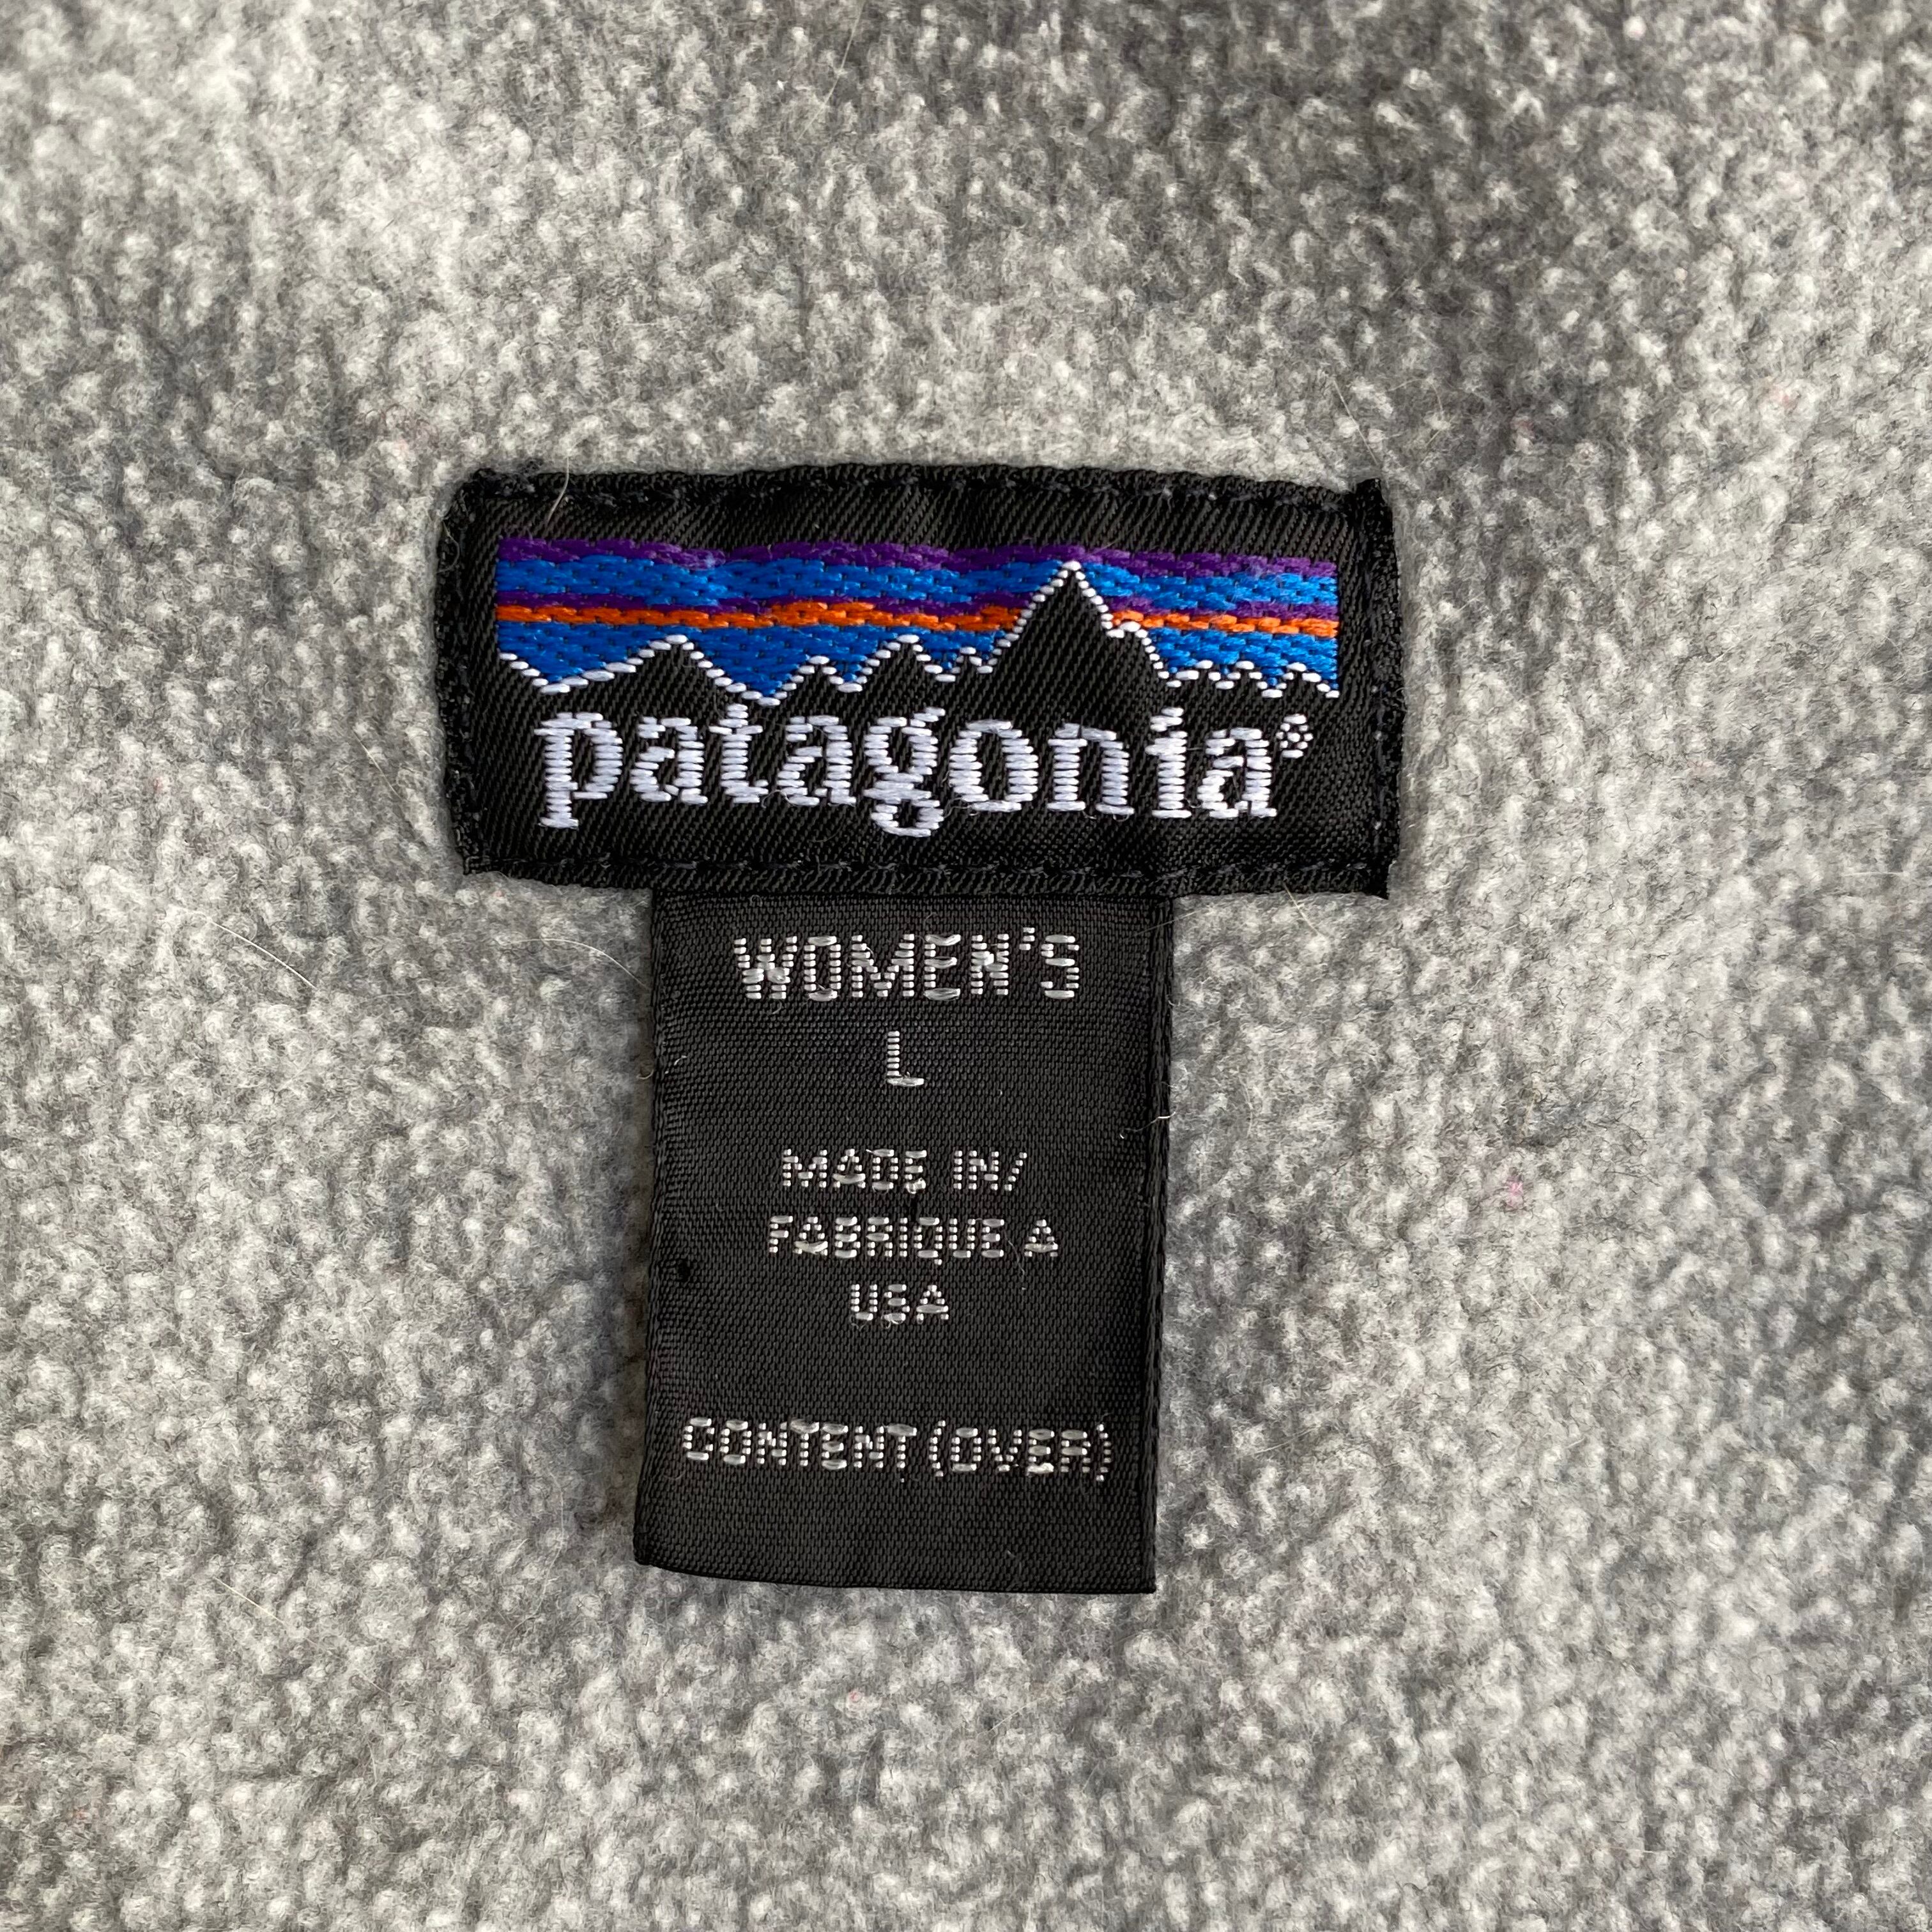 patagonia®
WOMEN'S
L
MADE IN/
FABRIQUE A
USA
CONTENT (OVER)